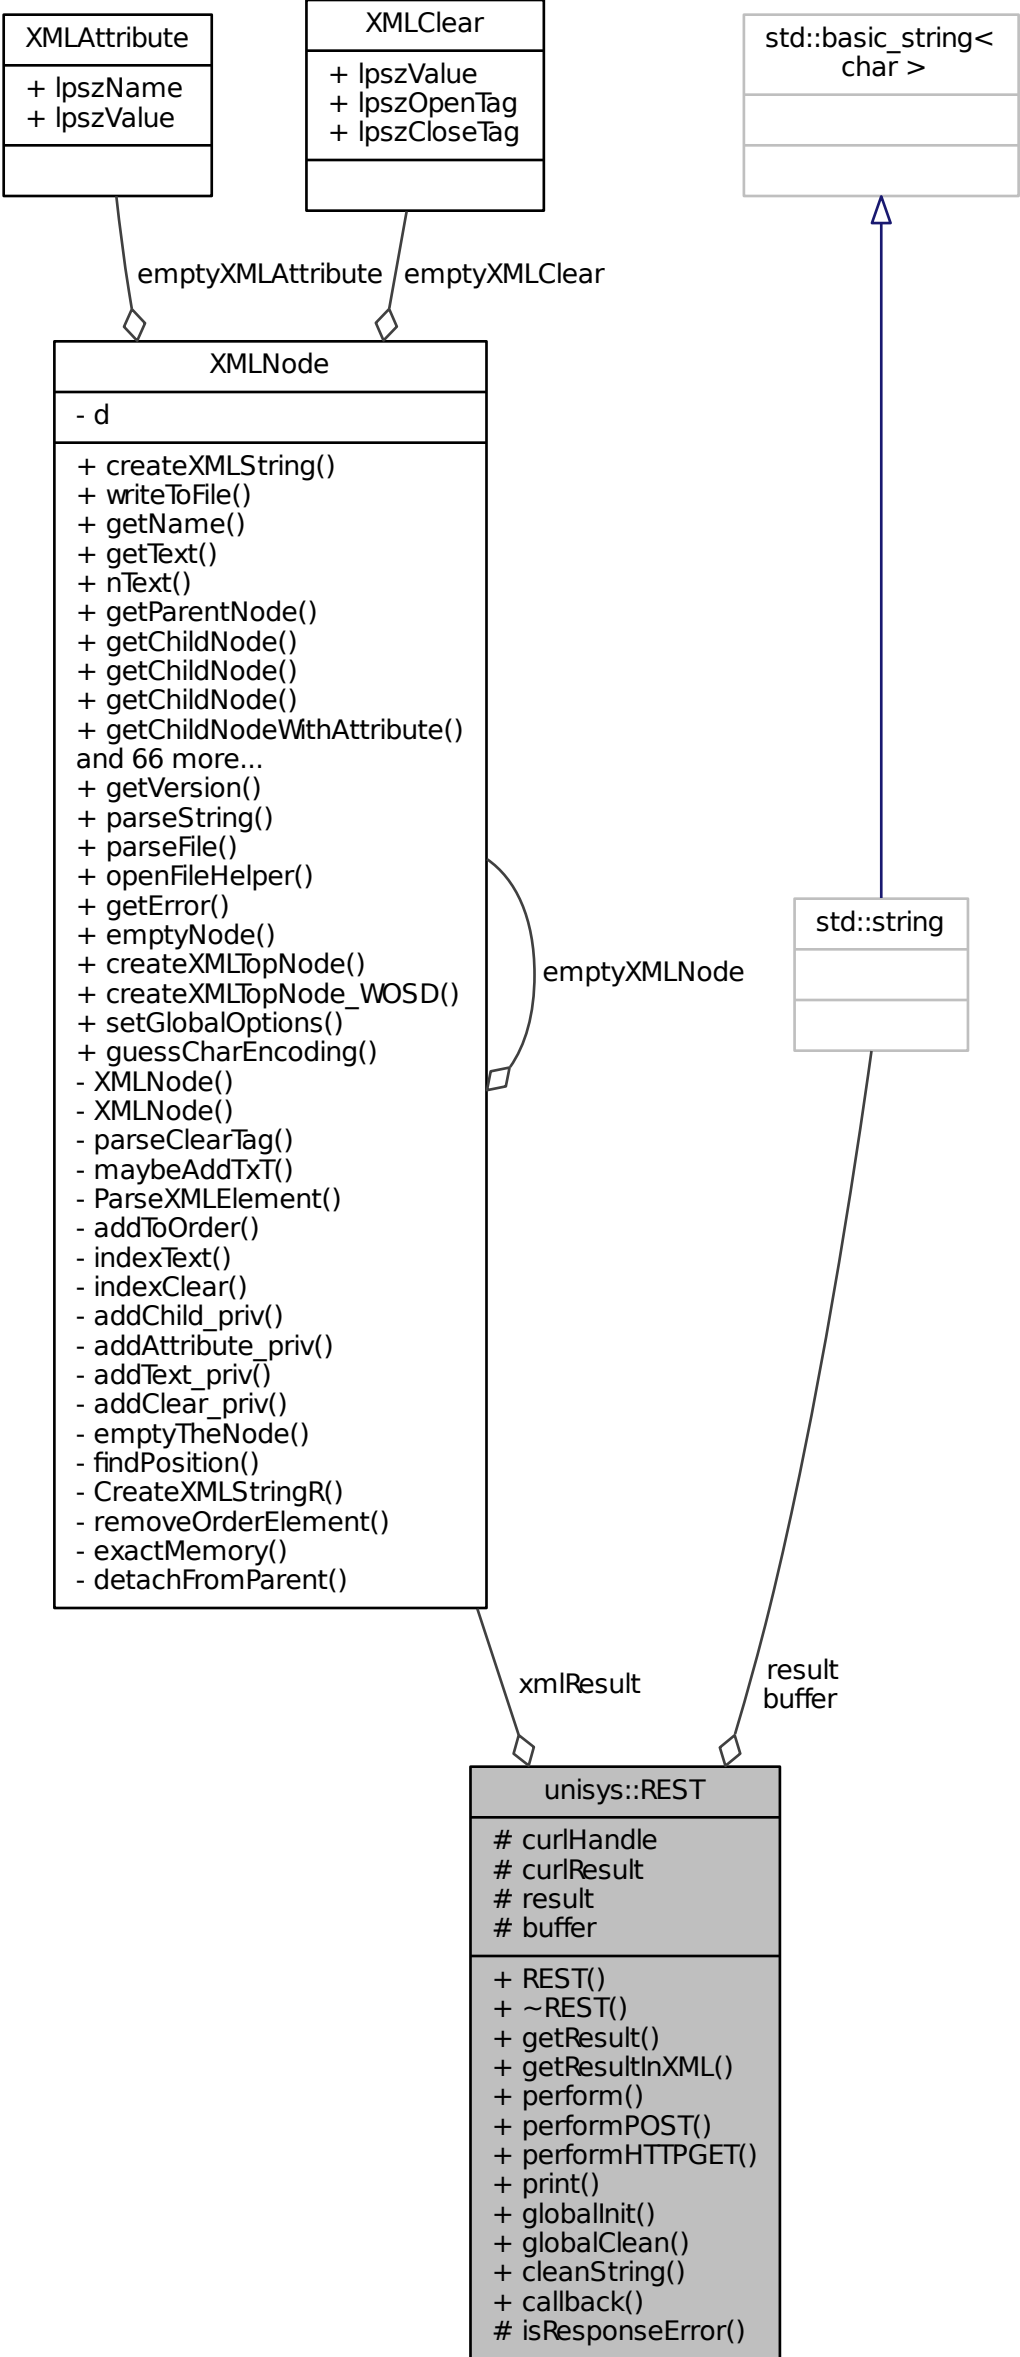 XMLAttribute
+ lpszName
+ lpszValue
XMLClear
+ lpszValue
+ lpszOpenTag
+ lpszCloseTag
std::basic_string<
char >
emptyXMLAttribute
emptyXMLClear
XMLNode
- d
+ createXMLString()
+ writeToFile()
+ getName()
+ getText()
+ nText()
+ getParentNode()
+ getChildNode()
+ getChildNode()
+ getChildNode()
+ getChildNodeWithAttribute()
and 66 more...
+ getVersion()
+ parseString()
+ parseFile()
+ openFileHelper()
+ getError()
+ emptyNode()
+ createXMLTopNode()
+ createXMLTopNode_WOSD()
+ setGlobalOptions()
+ guessCharEncoding()
- XMLNode()
- XMLNode()
- parseClearTag()
- maybeAddTxT()
- ParseXMLElement()
- addToOrder()
- indexText()
- indexClear()
- addChild_priv()
- addAttribute_priv()
- addText_priv()
- addClear_priv()
- emptyTheNode()
- findPosition()
- CreateXMLStringR()
- removeOrderElement()
- exactMemory()
- detachFromParent()
emptyXMLNode
std::string
xmlResult
result
buffer
unisys::REST
# curlHandle
# curlResult
# result
# buffer
+ REST()
+ ~REST()
+ getResult()
+ getResultInXML()
+ perform()
+ performPOST()
+ performHTTPGET()
+ print()
+ globalInit()
+ globalClean()
+ cleanString()
+ callback()
# isResponseError()